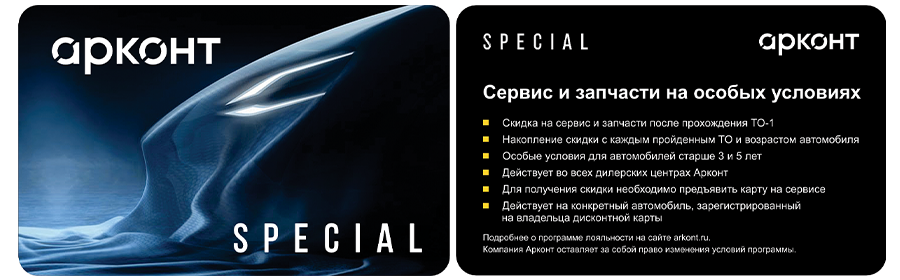 арконт
SPECIAL
SPECIAL
арконт
Сервис и запчасти на особых условиях
Скидка на сервис и запчасти после прохождения ТО-1
Накопление скидки с каждым пройденным ТО и возрастом автомобиля
Особые условия для автомобилей старше 3 и 5 лет
Действует во всех дилерских центрах Арконт
Для получения скидки необходимо предъявить карту на сервисе
Действует на конкретный автомобиль, зарегистрированный
на владельца дисконтной карты
Подробнее о программе лояльности на сайте arkont.ru.
Компания Арконт оставляет за собой право изменения условий программы.